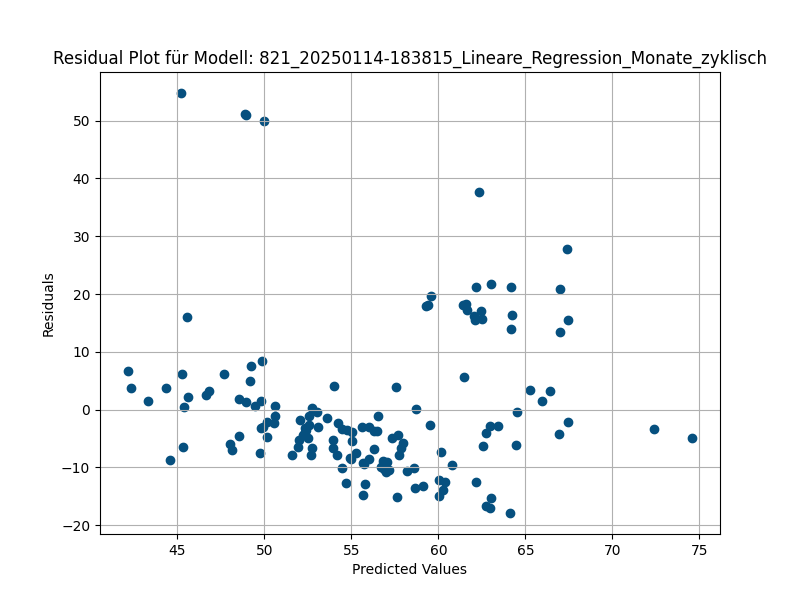 Residual Plot für Modell: 821_20250114-183815_Lineare_Regression_Monate_zyklisch
50
40
30
20
10
0
−10
−20
Residuals
45 50 55 60 65 70 75
Predicted Values